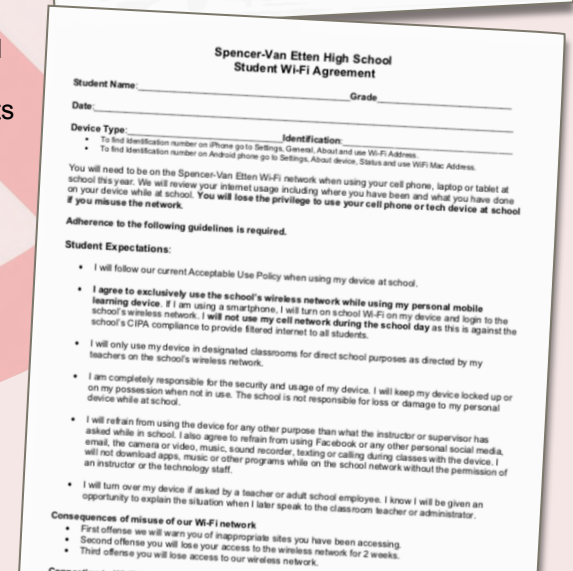 ts
Spencer-Van Etten High School
Student Wi-Fi Agreement
Student Name:____________________Grade____________________
Date:____________________
Device Type:____________________Identification:____________________
• To find Identification number on iPhone go to Settings, General, About and use Wi-Fi Address.
• To find Identification number on Android phone go to Settings, About device, Status and use WiFi Mac Address.
You will need to be on the Spencer-Van Etten Wi-Fi network when using your cell phone, laptop or tablet at
school this year. We will review your internet usage including where you have been and what you have done
on your device while at school. You will lose the privilege to use your cell phone or tech device at school
if you misuse the network.
Adherence to the following guidelines is required.
Student Expectations:
• I will follow our current Acceptable Use Policy when using my device at school.
• I agree to exclusively use the school's wireless network while using my personal mobile
learning device. If I am using a smartphone, I will turn on school Wi-Fi on my device and login to the
school's wireless network. I will not use my cell network during the school day as this is against the
school's CIPA compliance to provide filtered internet to all students.
• I will only use my device in designated classrooms for direct school purposes as directed by my
teachers on the school's wireless network.
• I am completely responsible for the security and usage of my device. I will keep my device locked up or
on my possession when not in use. The school is not responsible for loss or damage to my personal
device while at school.
• I will refrain from using the device for any other purpose than what the instructor or supervisor has
asked while in school. I also agree to refrain from using Facebook or any other personal social media,
email, the camera or video, music, sound recorder, texting or calling during classes with the device. I
will not download apps, music or other programs while on the school network without the permission of
an instructor or the technology staff.
• I will turn over my device if asked by a teacher or adult school employee. I know I will be given an
opportunity to explain the situation when I later speak to the classroom teacher or administrator.
Consequences of misuse of our Wi-Fi network
• First offense we will warn you of inappropriate sites you have been accessing.
• Second offense you will lose your access to the wireless network for 2 weeks.
• Third offense you will lose access to our wireless network.